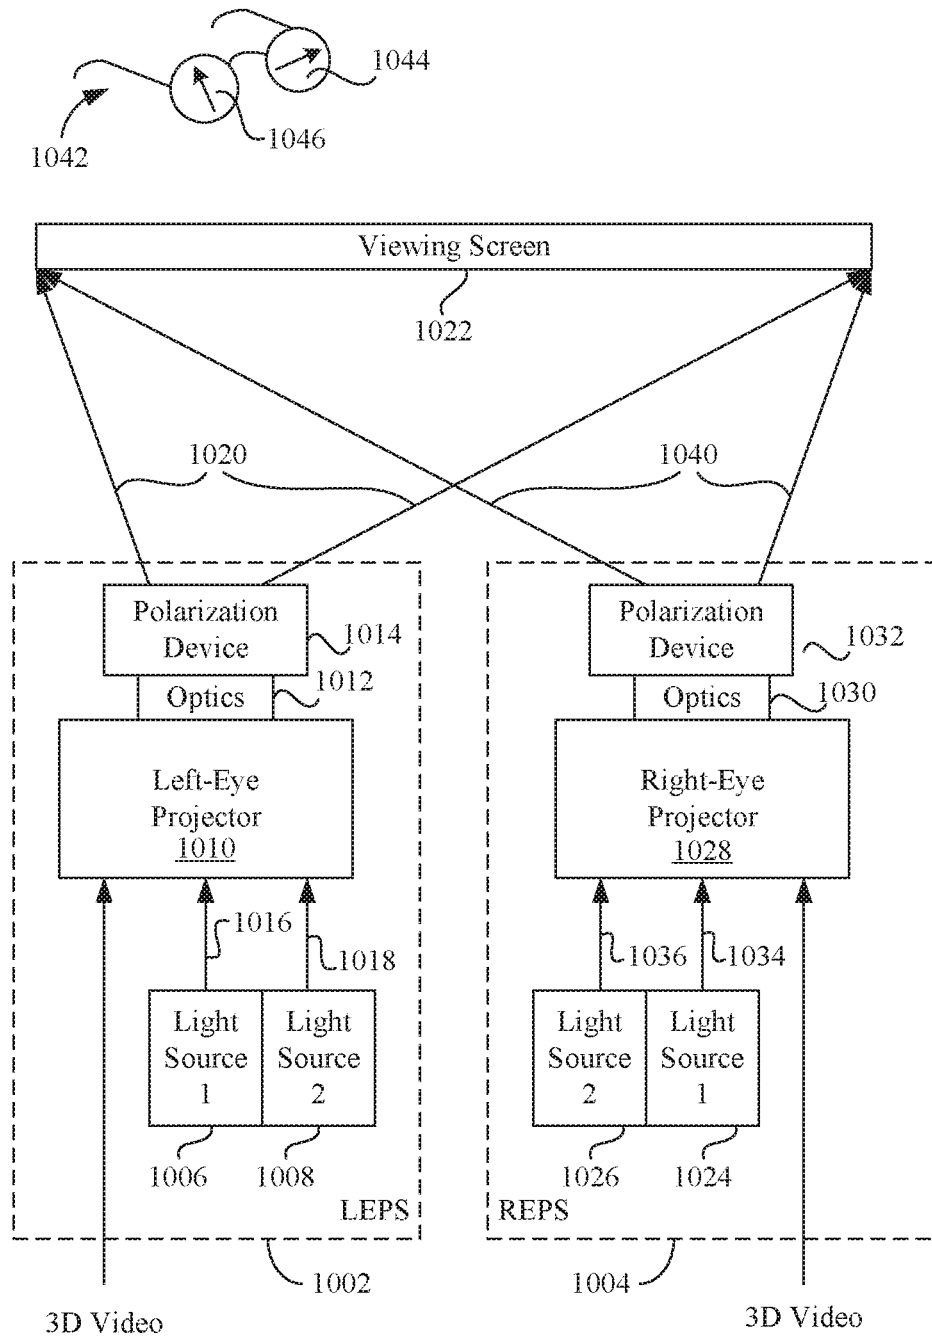 1044
1046
1042
Viewing Screen
1022
1020
1040
Polarization
Device
1014
Optics
1012
Left-Eye
Projector
1010
1016
1018
Light
Source
1
Light
Source
2
1006
1008
LEPS
1002
3D Video
Polarization
Device
1032
Optics
1030
Right-Eye
Projector
1028
1036
1034
Light
Source
2
Light
Source
1
1026
1024
REPS
1004
3D Video